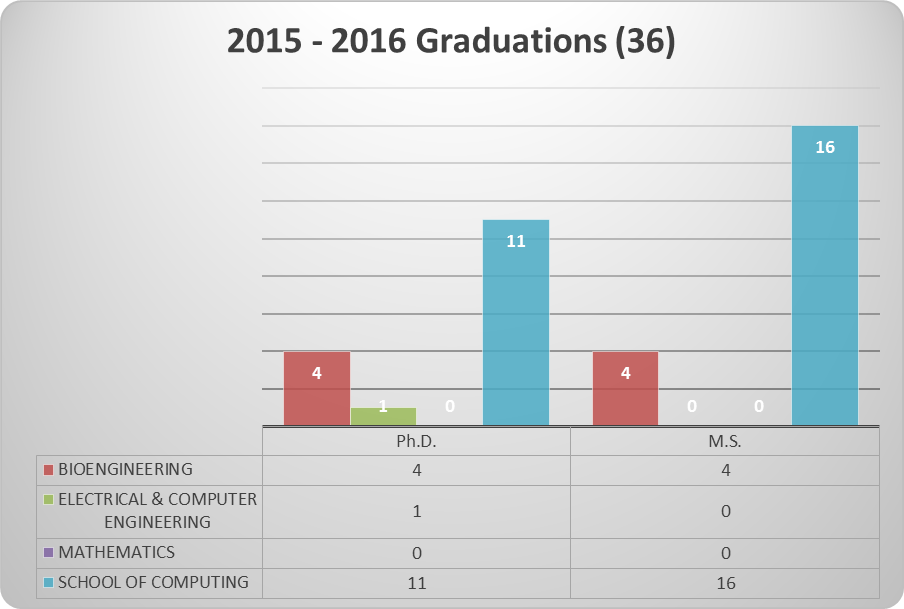 2015 - 2016 Graduations (36)
16
11
4
4
1
0
0
0
Ph.D.
M.S.
BIOENGINEERING
4
4
ELECTRICAL & COMPUTER
ENGINEERING
1
0
MATHEMATICS
0
0
SCHOOL OF COMPUTING
11
16